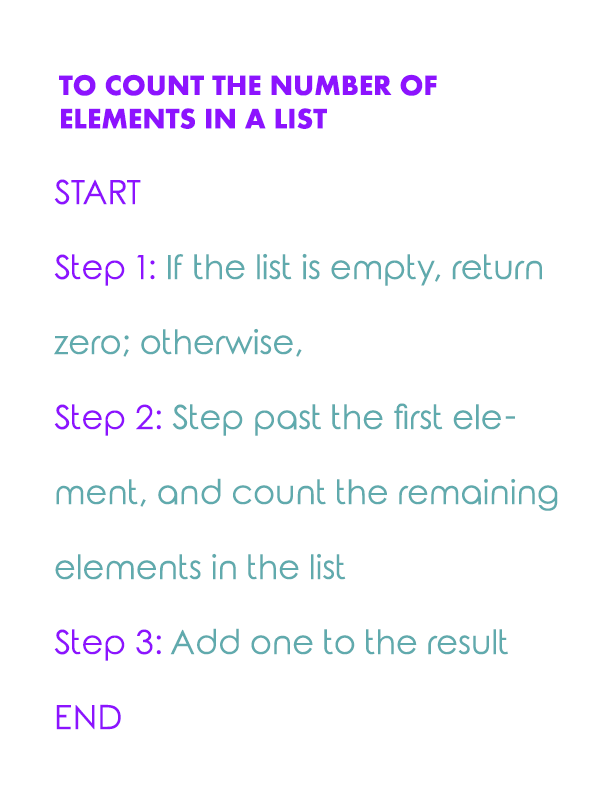 TO COUNT THE NUMBER OF
ELEMENTS IN A LIST
START
Step 1: If the list is empty, return
zero; otherwise,
Step 2: Step past the first ele-
ment, and count the remaining
elements in the list
Step 3: Add one to the result
END